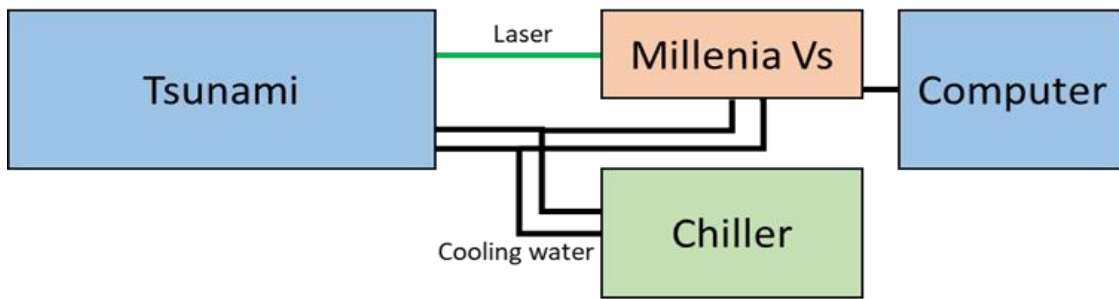 Laser
Tsunami
Millenia Vs
Computer
Chiller
Cooling water